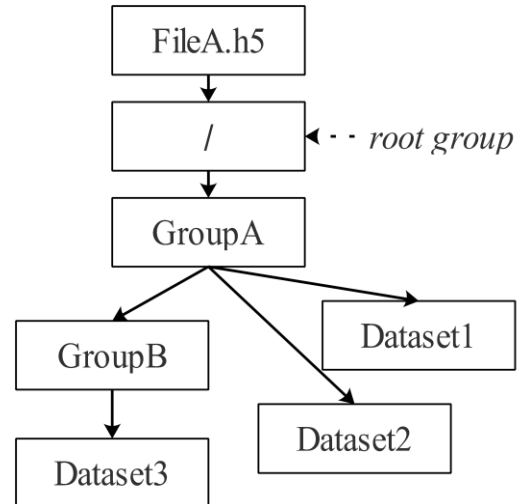 FileA.h5
/
root group
GroupA
Dataset1
GroupB
Dataset2
Dataset3